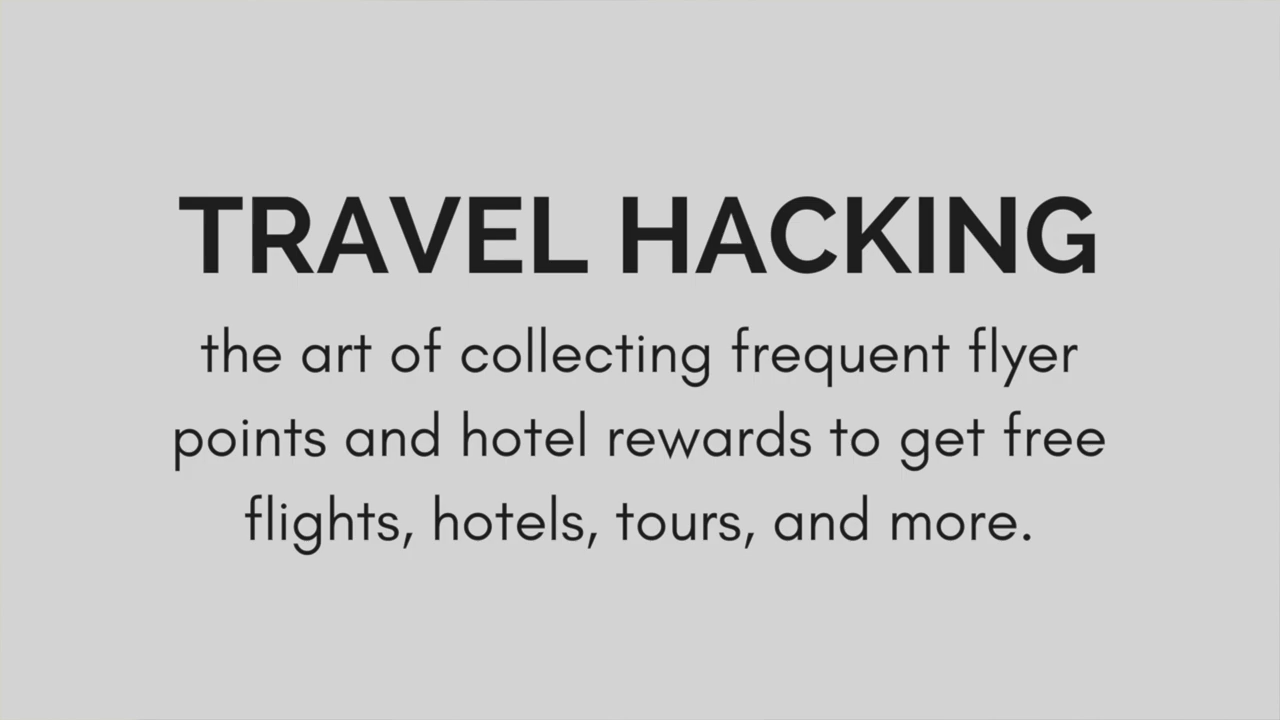 TRAVEL HACKING
the art of collecting frequent flyer
points and hotel rewards to get free
flights, hotels, tours, and more.